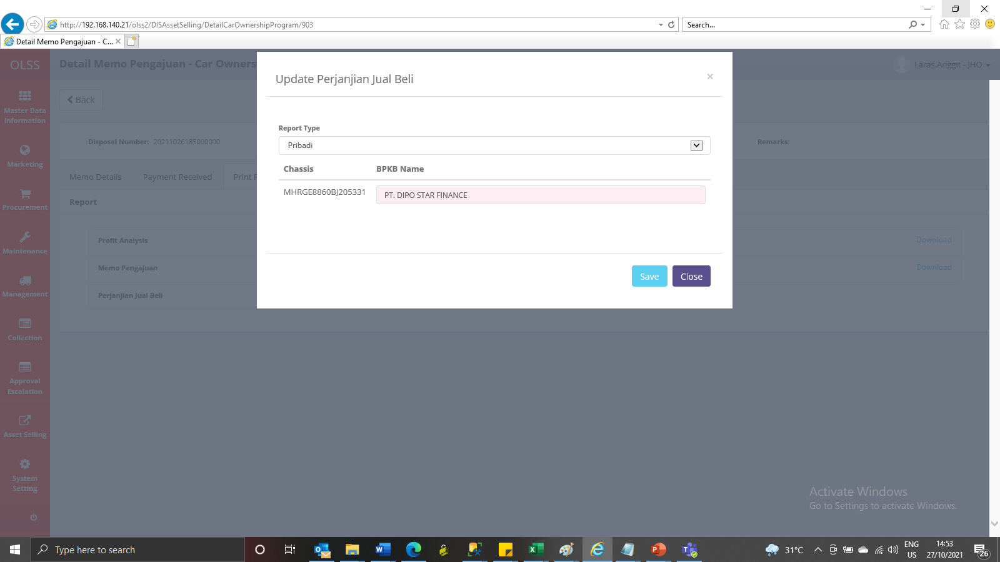 http://192.168.140.21/olss2/DISAssetSelling/DetailCarOwnershipProgram/903
Search...
Detail Memo Pengajuan - C...
OLSS
Detail Memo Pengajuan - Car Owners
Laras.Anggit - JHO
Update Perjanjian Jual Beli
×
Back
Master Data
Information
Disposal Number: 20211026185000000
Remarks:
Report Type
Pribadi
Marketing
Chassis
BPKB Name
Memo Details
Payment Received
Print R
MHRGE8860BJ205331
PT. DIPO STAR FINANCE
Report
Procurement
Profit Analysis
Download
Maintenance
Memo Pengajuan
Download
Save
Close
Management
Perjanjian Jual Beli
Collection
Approval
Escalation
Asset Selling
System
Setting
Activate Windows
Go to Settings to activate Windows.
Type here to search
31°C
ENG
US
14:53
27/10/2021
26